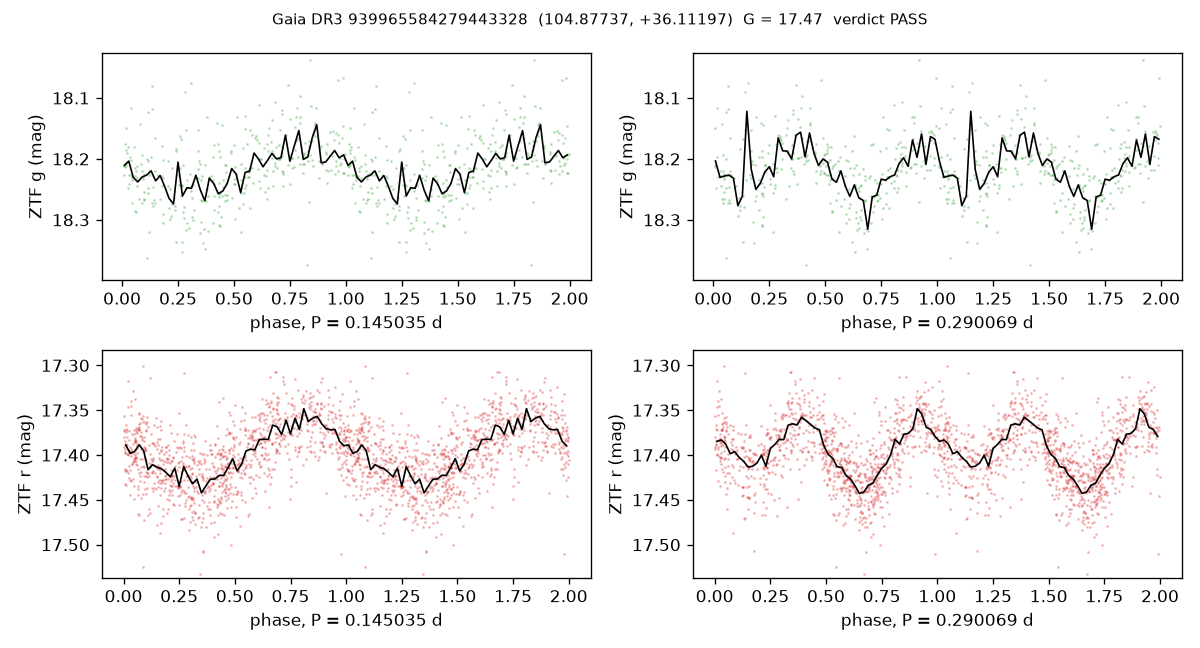 Gaia DR3 939965584279443328 (104.87737, +36.11197) G = 17.47 verdict PASS
ZTF g (mag)
18.1
18.2
18.3
0.00 0.25 0.50 0.75 1.00 1.25 1.50 1.75 2.00
phase, P = 0.145035 d
ZTF g (mag)
18.1
18.2
18.3
0.00 0.25 0.50 0.75 1.00 1.25 1.50 1.75 2.00
phase, P = 0.290069 d
ZTF r (mag)
17.30
17.35
17.40
17.45
17.50
0.00 0.25 0.50 0.75 1.00 1.25 1.50 1.75 2.00
phase, P = 0.145035 d
ZTF r (mag)
17.30
17.35
17.40
17.45
17.50
0.00 0.25 0.50 0.75 1.00 1.25 1.50 1.75 2.00
phase, P = 0.290069 d